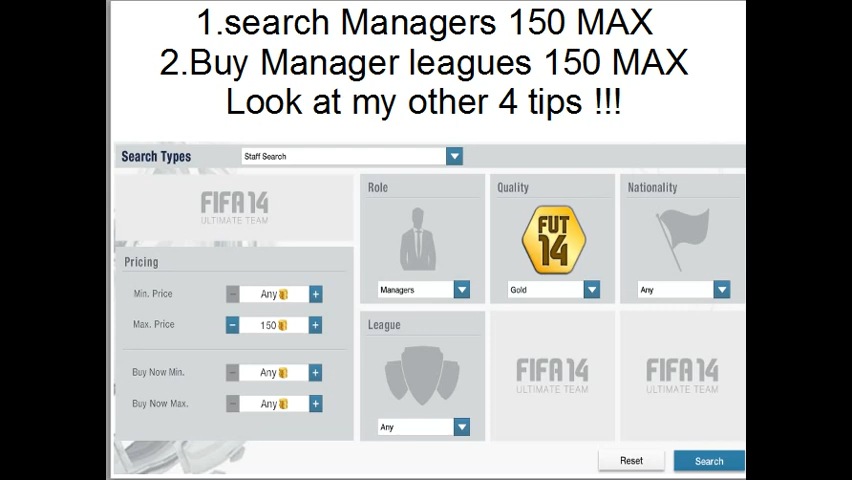 1.search Managers 150 MAX
2.Buy Manager leagues 150 MAX
Look at my other 4 tips !!!
Search Types Staff Search
FIFA 14
ULTIMATE TEAM
Role
Managers
Quality
FUT
14
Gold
Nationality
Any
Pricing
Min. Price Any
Max. Price 150
Buy Now Min. Any
Buy Now Max. Any
League
Any
FIFA 14
ULTIMATE TEAM
FIFA 14
ULTIMATE TEAM
Reset
Search